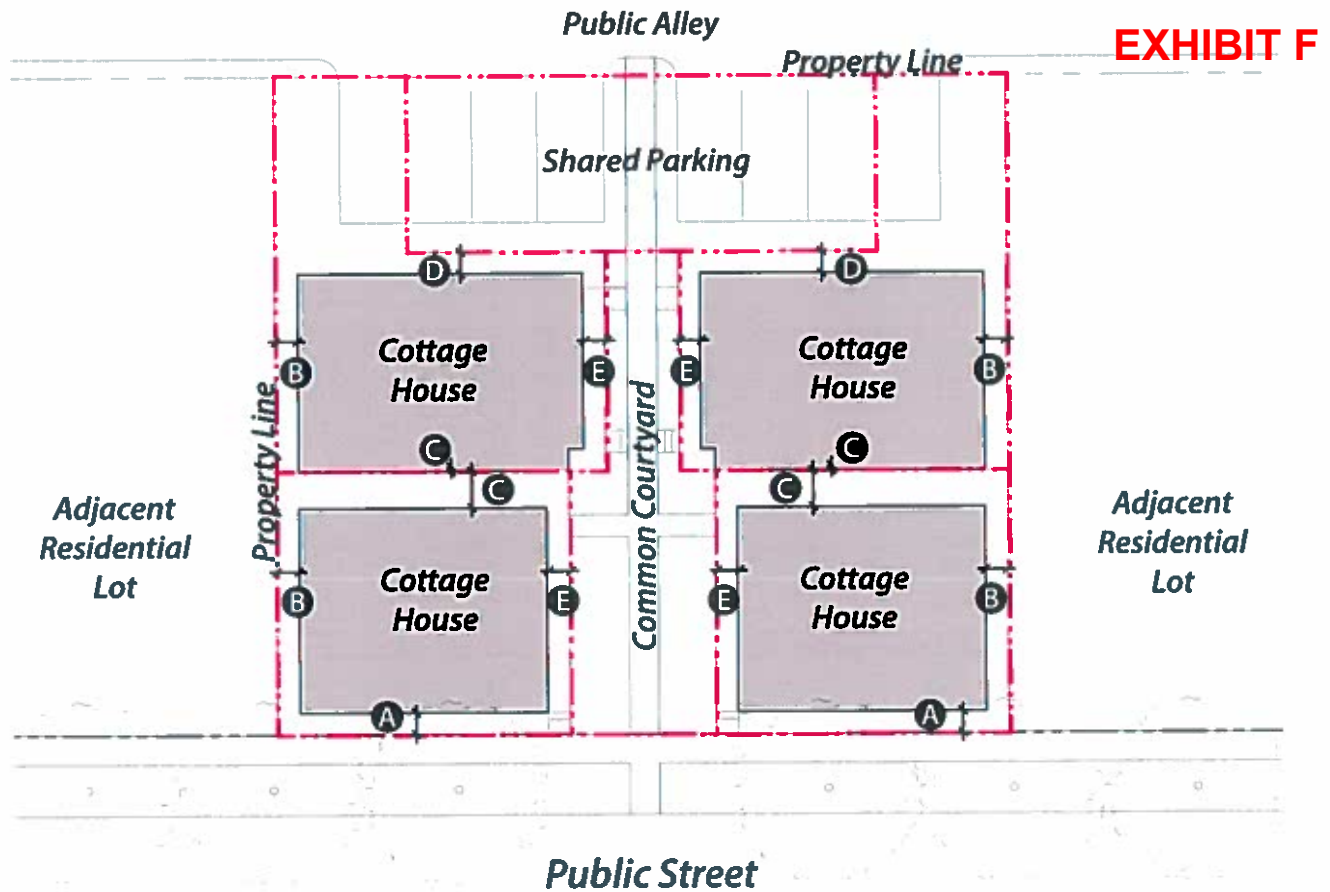 Public Alley
EXHIBIT F
Property Line
Shared Parking
D
D
Cottage
House
Cottage
House
B
E
E
B
Property Line
Common Courtyard
C
C
C
C
Adjacent
Residential
Lot
Adjacent
Residential
Lot
Cottage
House
Cottage
House
B
E
E
B
A
A
Public Street